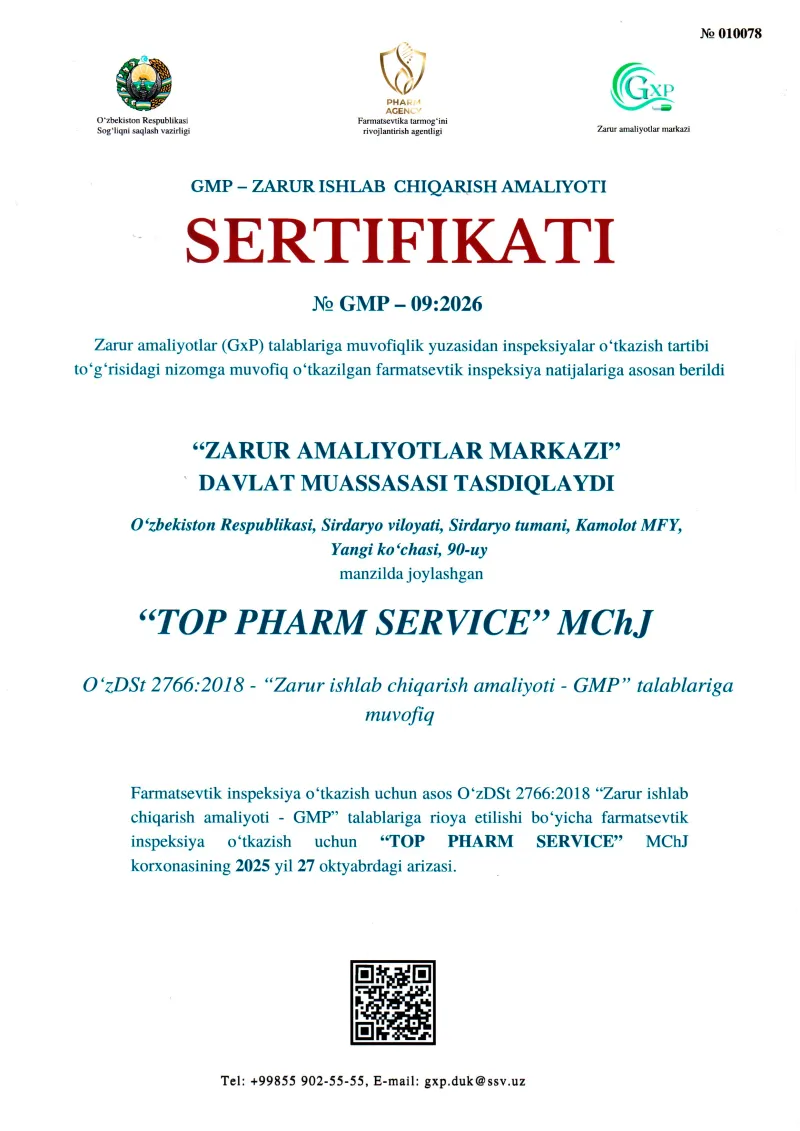 № 010078
O‘zbekiston Respublikasi
Sog‘liqni saqlash vazirligi
PHARM
AGENCY
Farmatsevtika tarmog‘ini
rivojlantirish agentligi
GXP
Zarur amaliyotlar markazi
GMP – ZARUR ISHLAB CHIQARISH AMALIYOTI
SERTIFIKATI
№ GMP – 09:2026
Zarur amaliyotlar (GxP) talablariga muvofiqlik yuzasidan inspeksiyalar o‘tkazish tartibi
to‘g‘risidagi nizomga muvofiq o‘tkazilgan farmatsevtik inspeksiya natijalariga asosan berildi
“ZARUR AMALIYOTLAR MARKAZI”
DAVLAT MUASSASASI TASDIQLAYDI
O‘zbekiston Respublikasi, Sirdaryo viloyati, Sirdaryo tumani, Kamolot MFY,
Yangi ko‘chasi, 90-uy
manzilda joylashgan
“TOP PHARM SERVICE” MChJ
O‘zDSt 2766:2018 - “Zarur ishlab chiqarish amaliyoti - GMP” talablariga
muvofiq
Farmatsevtik inspeksiya o‘tkazish uchun asos O‘zDSt 2766:2018 “Zarur ishlab
chiqarish amaliyoti - GMP” talablariga rioya etilishi bo‘yicha farmatsevtik
inspeksiya o‘tkazish uchun “TOP PHARM SERVICE” MChJ
korxonasining 2025 yil 27 oktyabrdagi arizasi.
Tel: +99855 902-55-55, E-mail: gxp.duk@ssv.uz